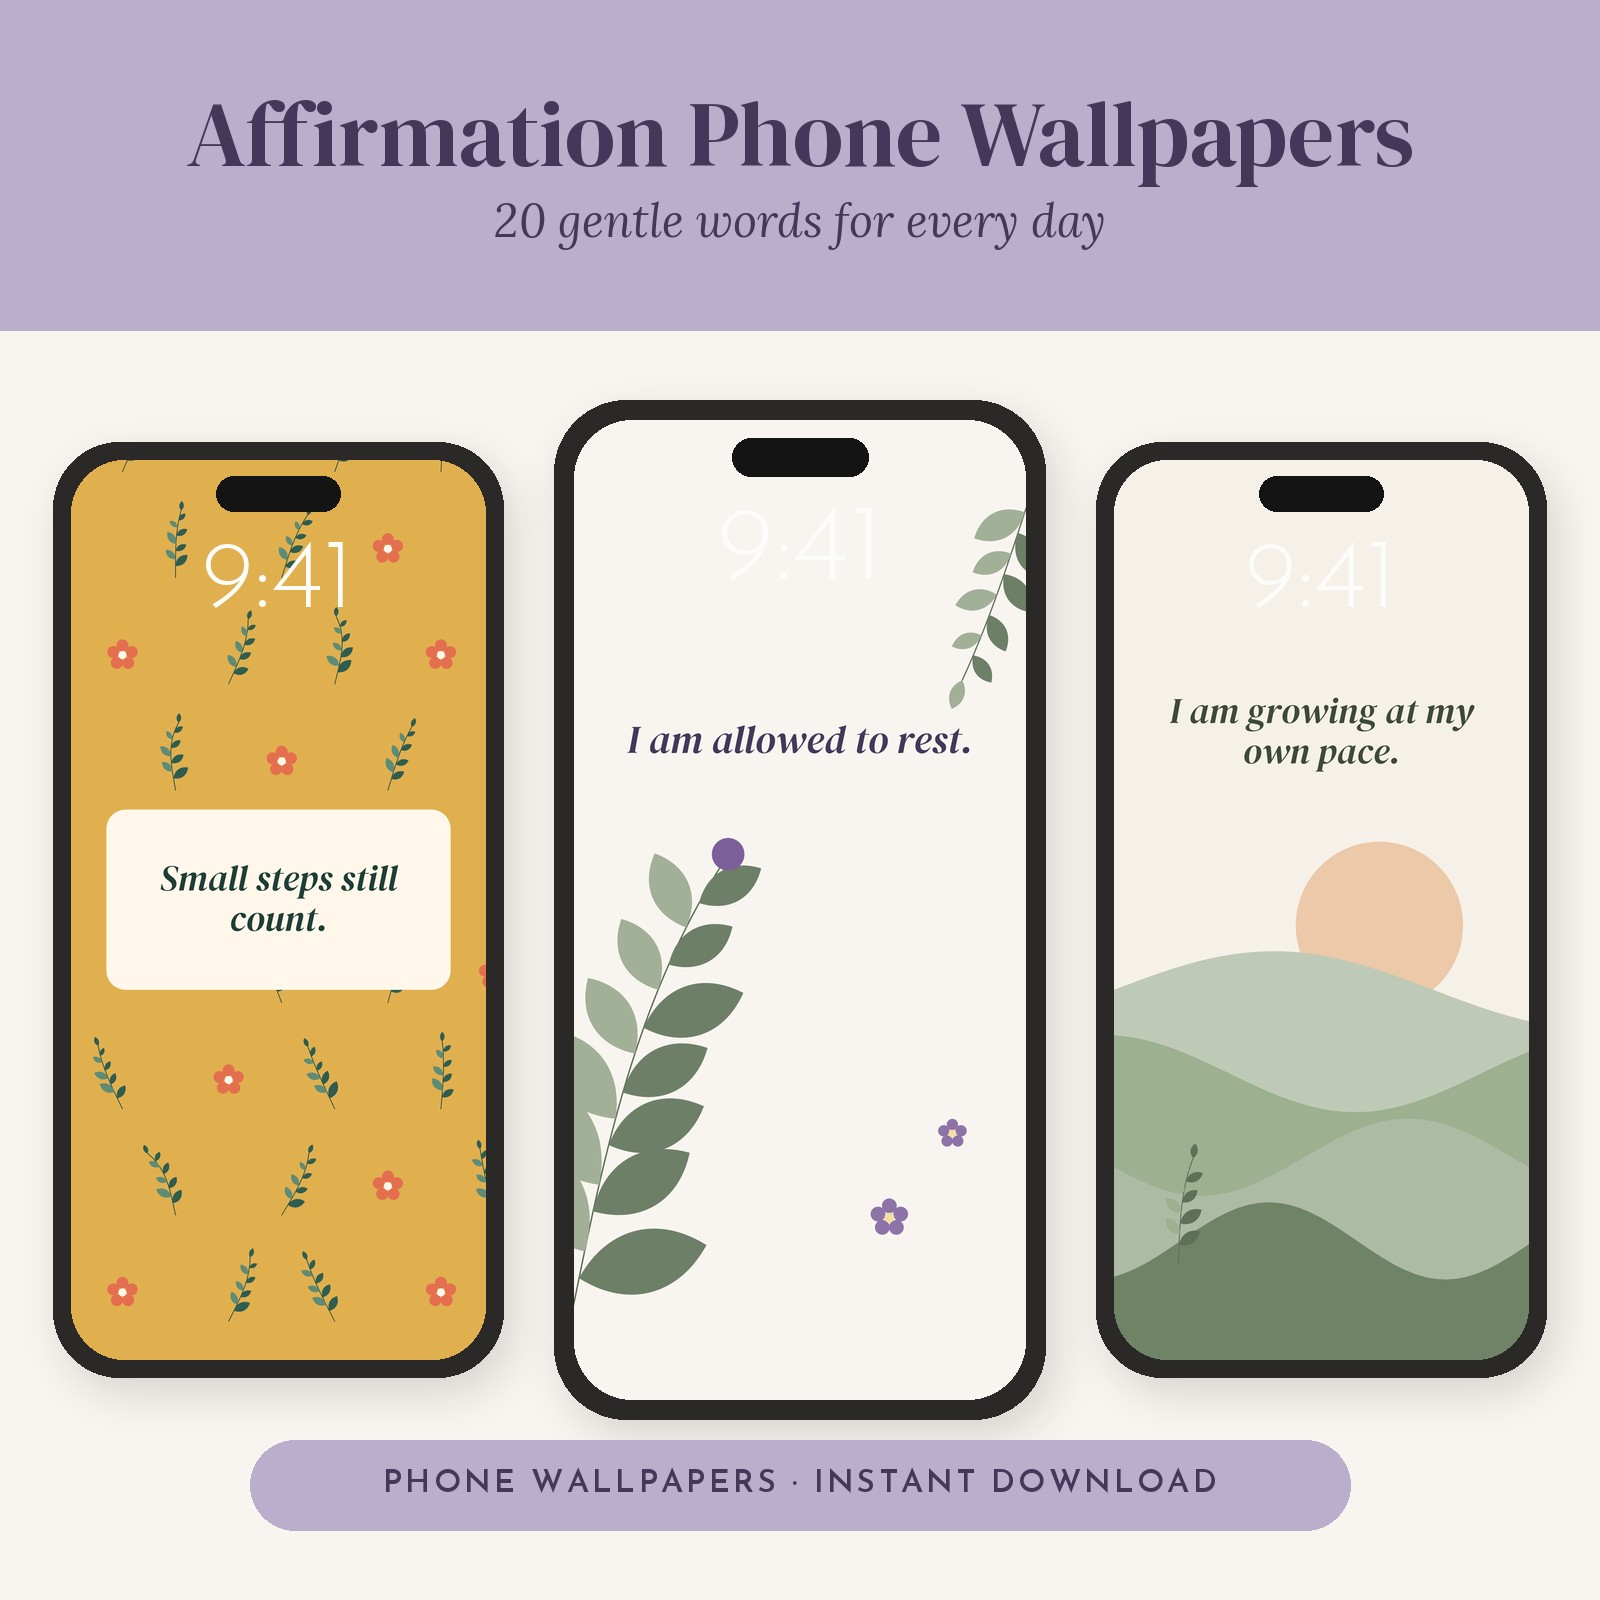 Affirmation Phone Wallpapers
20 gentle words for every day
9:41
Small steps still
count.
9:41
I am allowed to rest.
9:41
I am growing at my
own pace.
PHONE WALLPAPERS · INSTANT DOWNLOAD